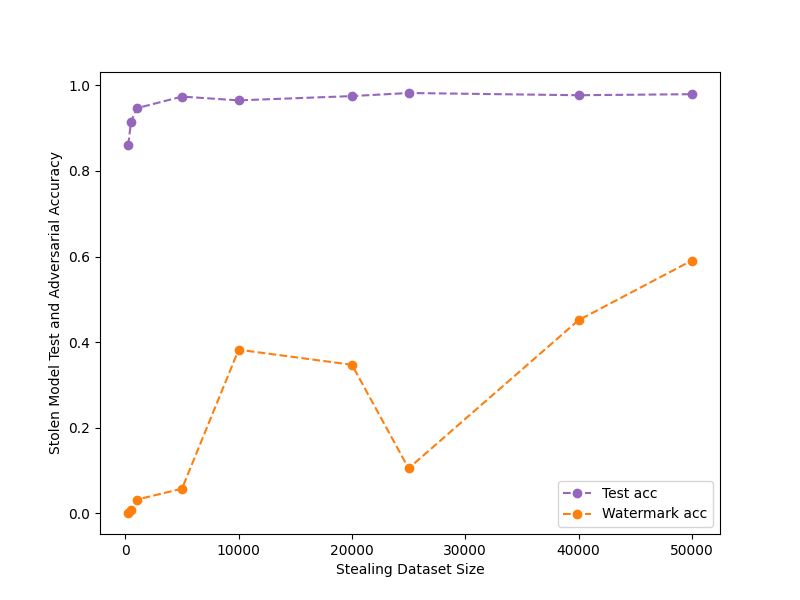 1.0
0.8
0.6
0.4
0.2
0.0
Stolen Model Test and Adversarial Accuracy
Test acc
Watermark acc
0 10000 20000 30000 40000 50000
Stealing Dataset Size